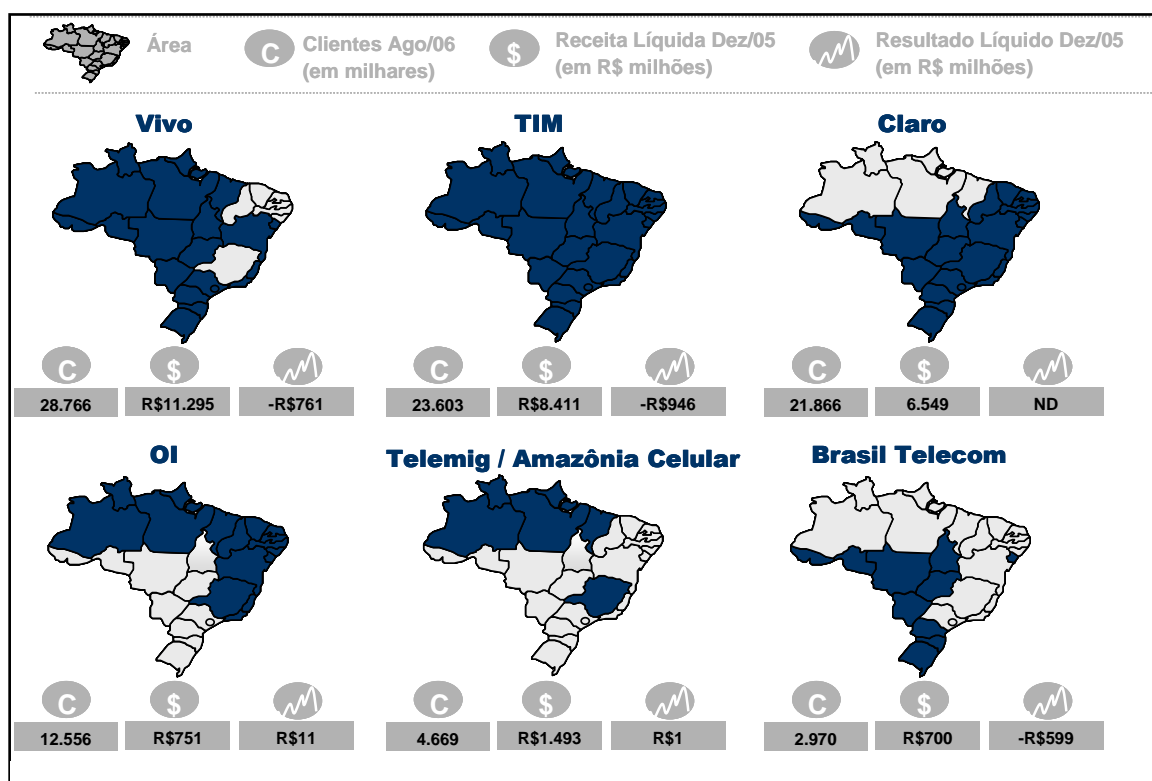 Área
C
Clientes Ago/06
(em milhares)
$
Receita Líquida Dez/05
(em R$ milhões)
Resultado Líquido Dez/05
(em R$ milhões)
Vivo
TIM
Claro
C $
C $
C $
28.766 R$11.295 -R$761
23.603 R$8.411 -R$946
21.866 6.549 ND
OI
Telemig / Amazônia Celular
Brasil Telecom
C $
C $
C $
12.556 R$751 R$11
4.669 R$1.493 R$1
2.970 R$700 -R$599